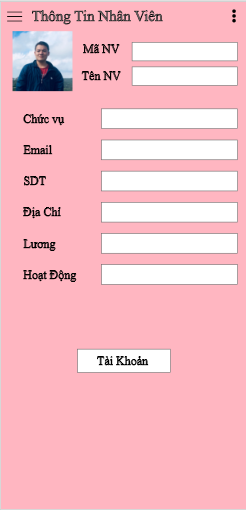 Thông Tin Nhân Viên
Mã NV
Tên NV
Chức vụ
Email
SDT
Địa Chỉ
Lương
Hoạt Động
Tài Khoản